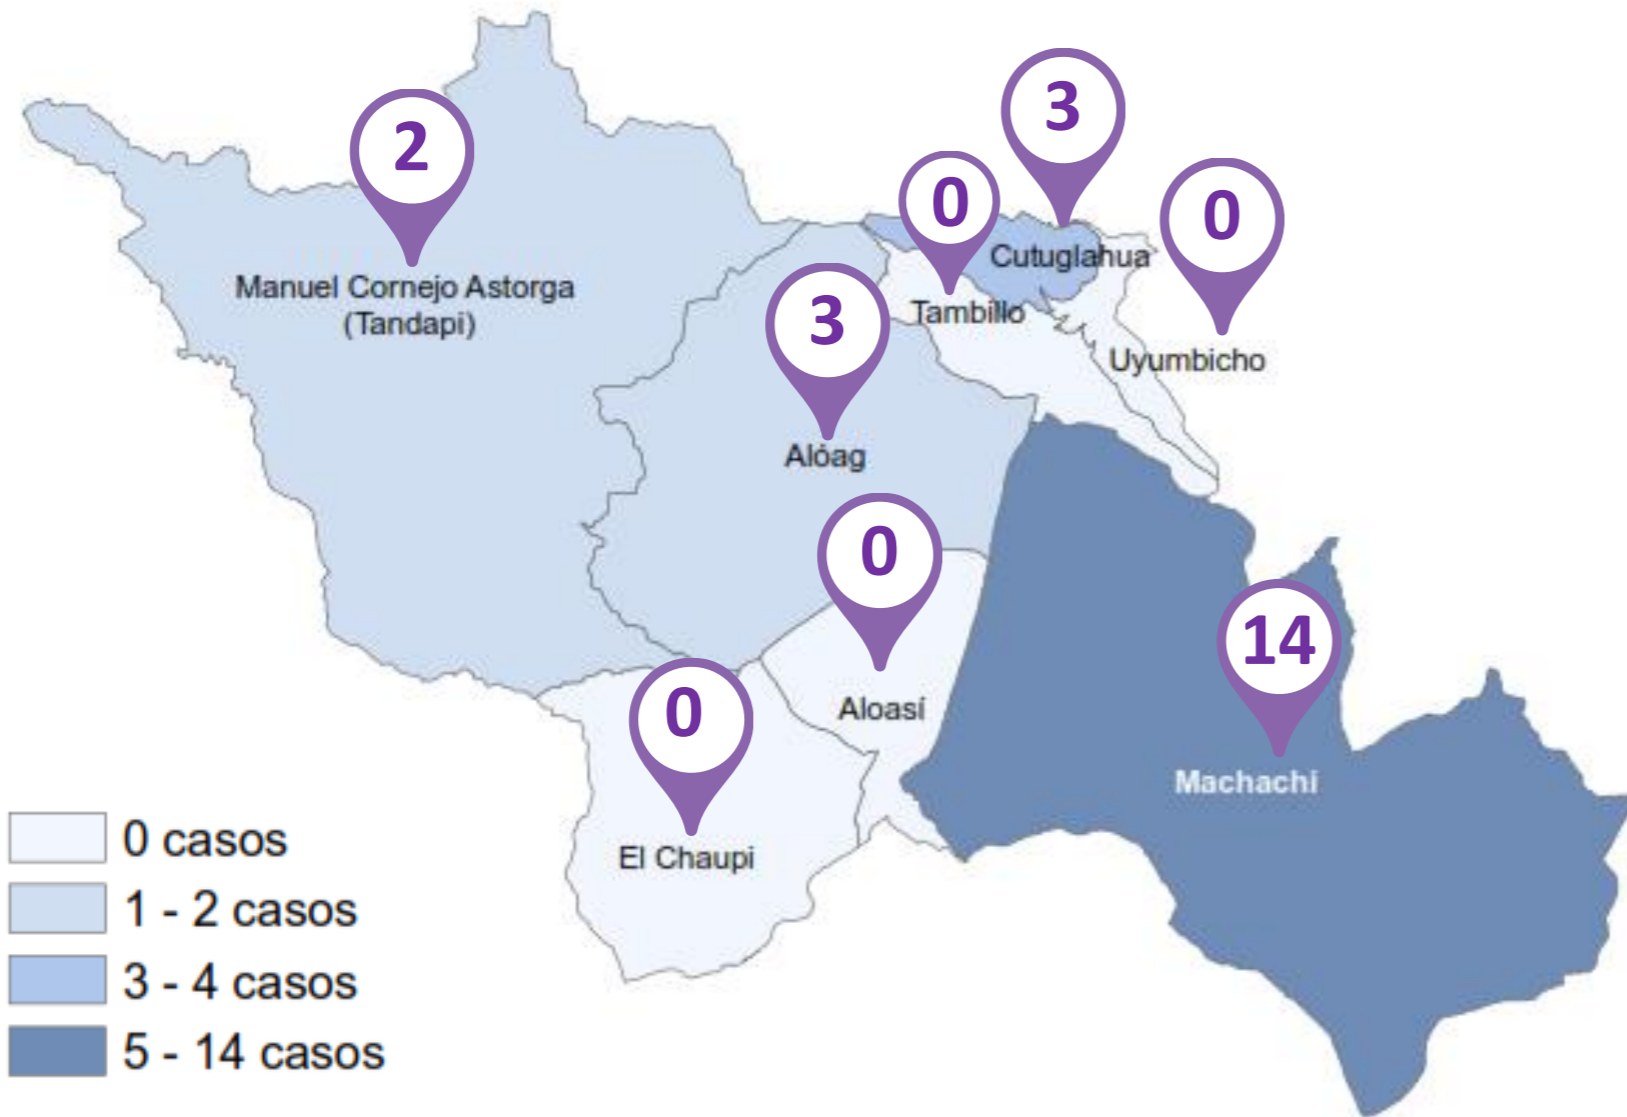 3
2
0
0
Cutuglahua
Manuel Cornejo Astorga
(Tandapi)
3
Tambillo
Uyumbicho
Alóag
0
14
0
Aloasí
Machachi
El Chaupi
0 casos
1 - 2 casos
3 - 4 casos
5 - 14 casos